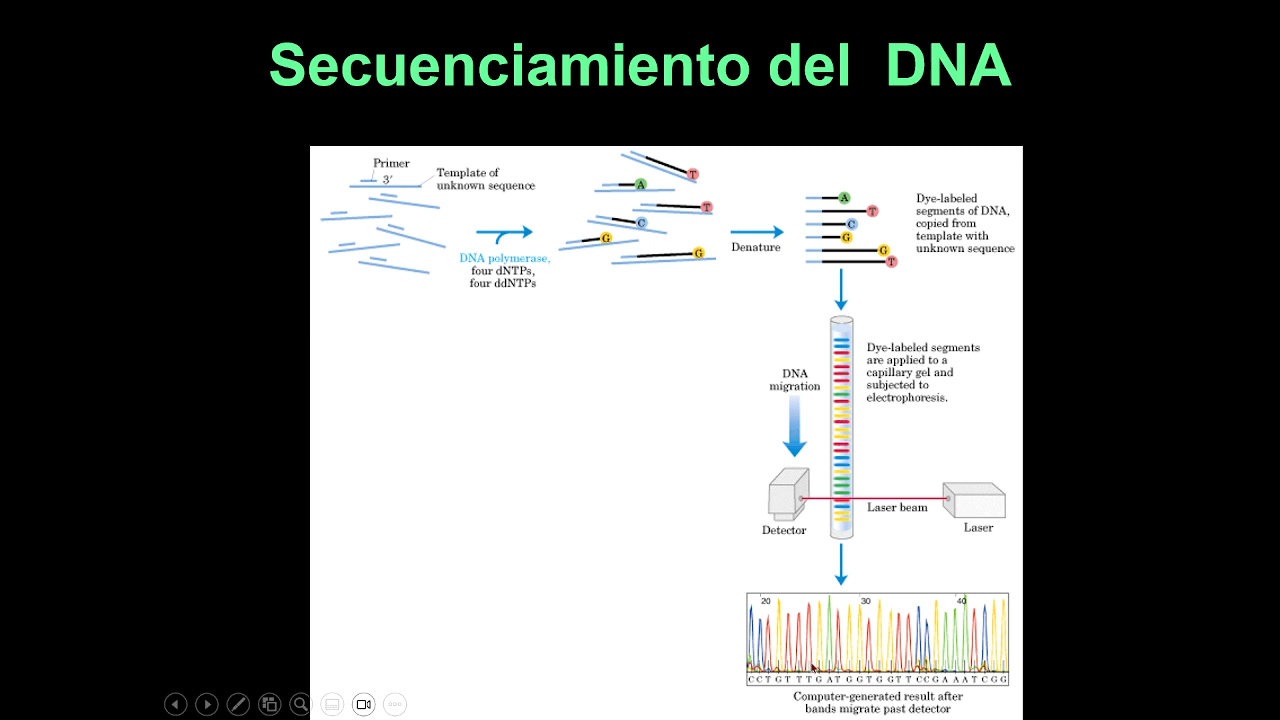 Secuenciamiento del DNA
Primer
3′
Template of
unknown sequence
DNA polymerase,
four dNTPs,
four ddNTPs
T
A
T
C
G
G
Denature
A
T
C
G
G
T
Dye-labeled
segments of DNA,
copied from
template with
unknown sequence
DNA
migration
Dye-labeled segments
are applied to a
capillary gel and
subjected to
electrophoresis.
Detector
Laser beam
Laser
20 30 40
C C T G T T T G A T G G T G G T T C C G A A A T C G G
Computer-generated result after
bands migrate past detector